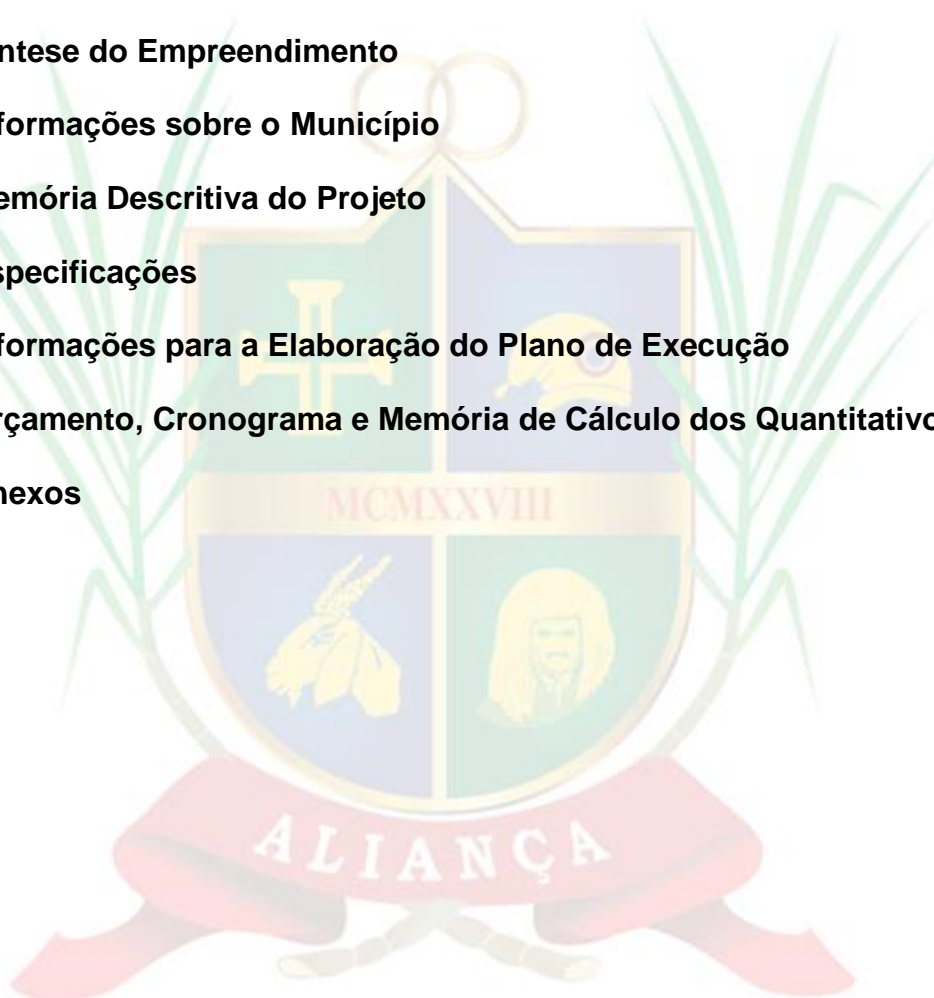 ntese do Empreendimento
formações sobre o Município
emória Descritiva do Projeto
specificações
formações para a Elaboração do Plano de Execução
rçamento, Cronograma e Memória de Cálculo dos Quantitativo
nexos
MCMXXVIII
ALIANÇA